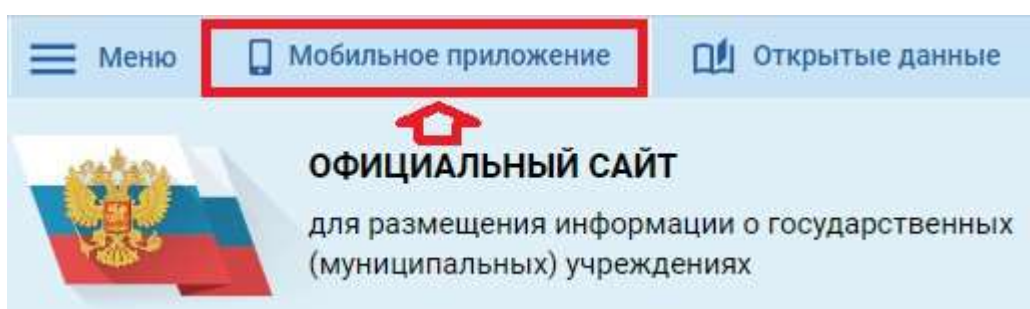 Меню Мобильное приложение Открытые данные
ОФИЦИАЛЬНЫЙ САЙТ
для размещения информации о государственных
(муниципальных) учреждениях